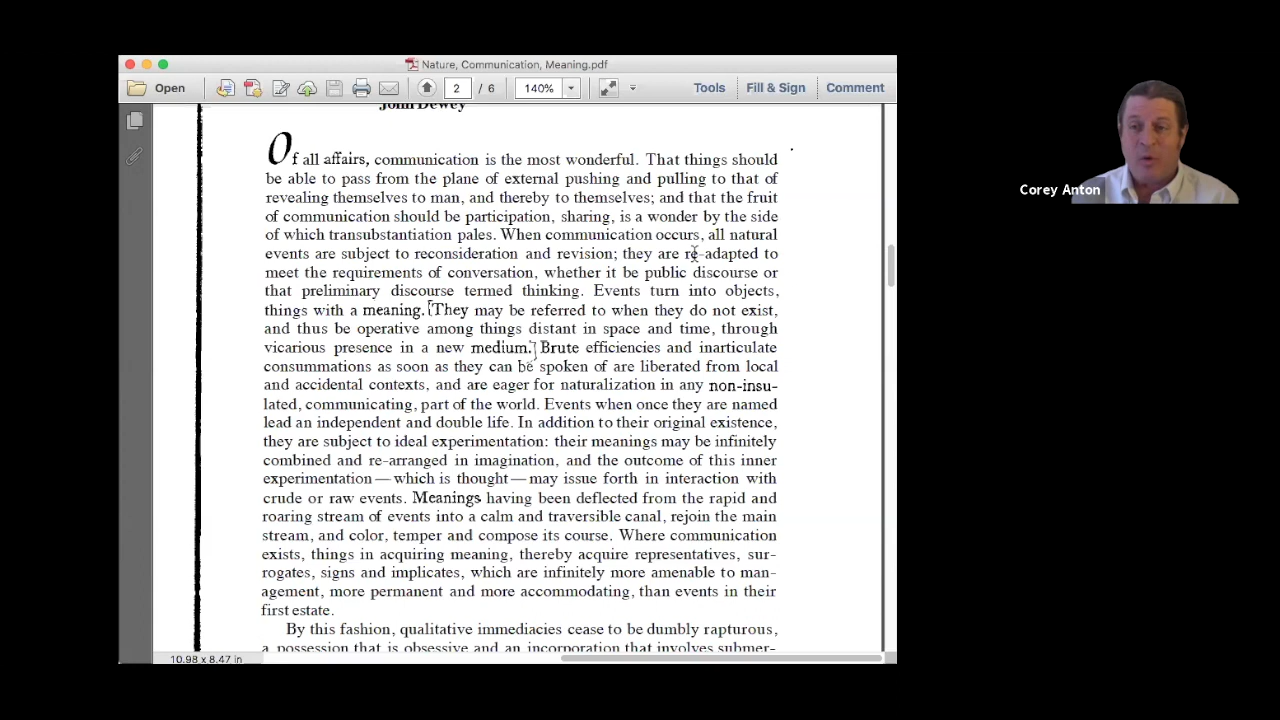 Nature, Communication, Meaning.pdf
Open
2 / 6
140%
Tools
Fill & Sign
Comment
John Dewey
Of all affairs, communication is the most wonderful. That things should
be able to pass from the plane of external pushing and pulling to that of
revealing themselves to man, and thereby to themselves; and that the fruit
of communication should be participation, sharing, is a wonder by the side
of which transubstantiation pales. When communication occurs, all natural
events are subject to reconsideration and revision; they are re-adapted to
meet the requirements of conversation, whether it be public discourse or
that preliminary discourse termed thinking. Events turn into objects,
things with a meaning. [They may be referred to when they do not exist,
and thus be operative among things distant in space and time, through
vicarious presence in a new medium.] Brute efficiencies and inarticulate
consummations as soon as they can be spoken of are liberated from local
and accidental contexts, and are eager for naturalization in any non-insu-
lated, communicating, part of the world. Events when once they are named
lead an independent and double life. In addition to their original existence,
they are subject to ideal experimentation: their meanings may be infinitely
combined and re-arranged in imagination, and the outcome of this inner
experimentation—which is thought—may issue forth in interaction with
crude or raw events. Meanings having been deflected from the rapid and
roaring stream of events into a calm and traversible canal, rejoin the main
stream, and color, temper and compose its course. Where communication
exists, things in acquiring meaning, thereby acquire representatives, sur-
rogates, signs and implicates, which are infinitely more amenable to man-
agement, more permanent and more accommodating, than events in their
first estate.
By this fashion, qualitative immediacies cease to be dumbly rapturous,
a possession that is obsessive and an incorporation that involves submer-
10.98 x 8.47 in
Corey Anton